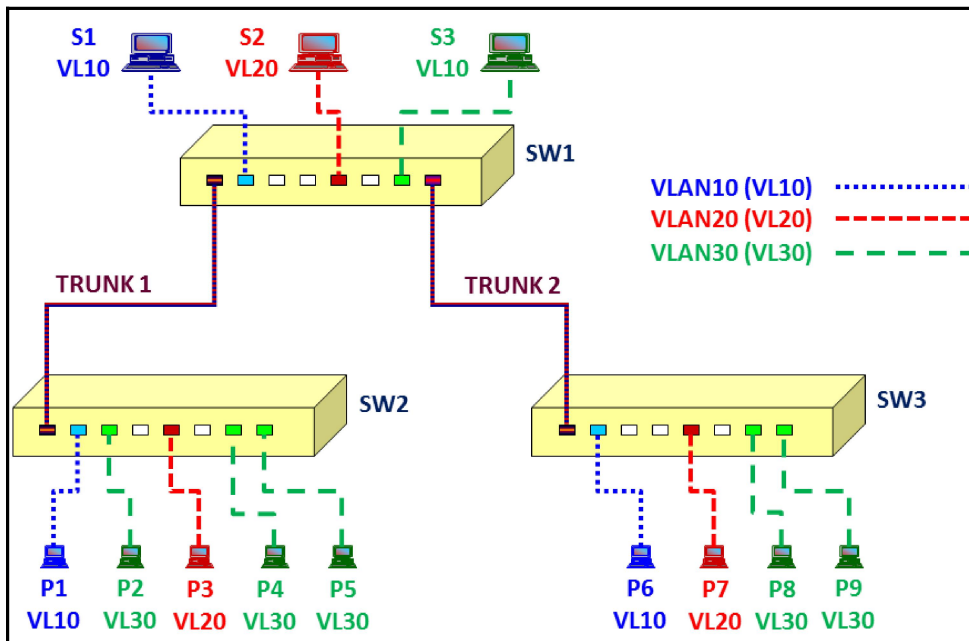 S1 S2 S3
VL10 VL20 VL10
SW1
VLAN10 (VL10)
VLAN20 (VL20)
VLAN30 (VL30)
TRUNK 1 TRUNK 2
SW2 SW3
P1 P2 P3 P4 P5 P6 P7 P8 P9
VL10 VL30 VL20 VL30 VL30 VL10 VL20 VL30 VL30